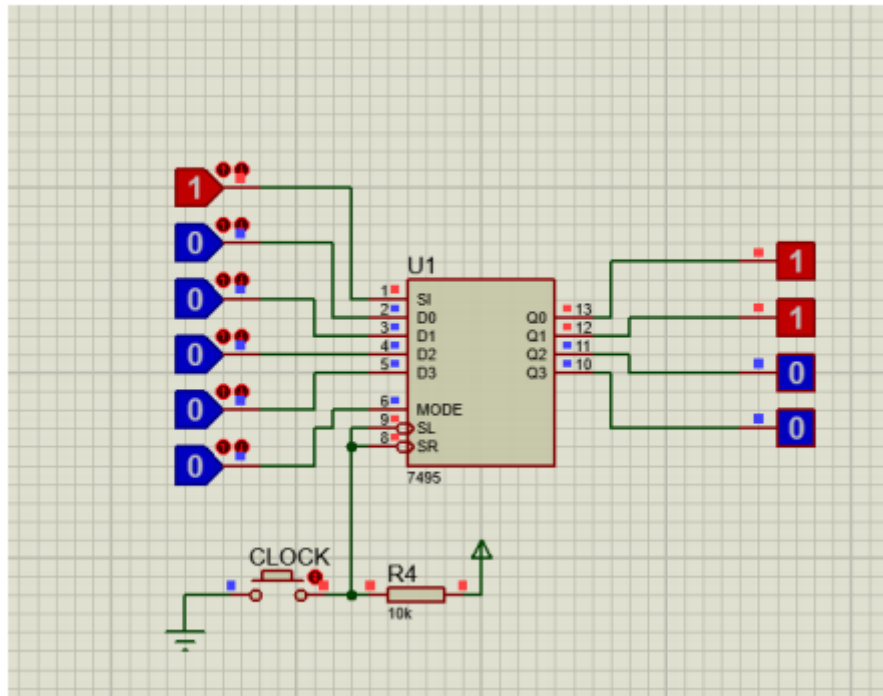 1
0
0
0
0
0
U1
1 SI
2 D0
3 D1
4 D2
5 D3
6 MODE
9 SL
8 SR
Q0 13
Q1 12
Q2 11
Q3 10
7495
1
1
0
0
CLOCK
R4
10k